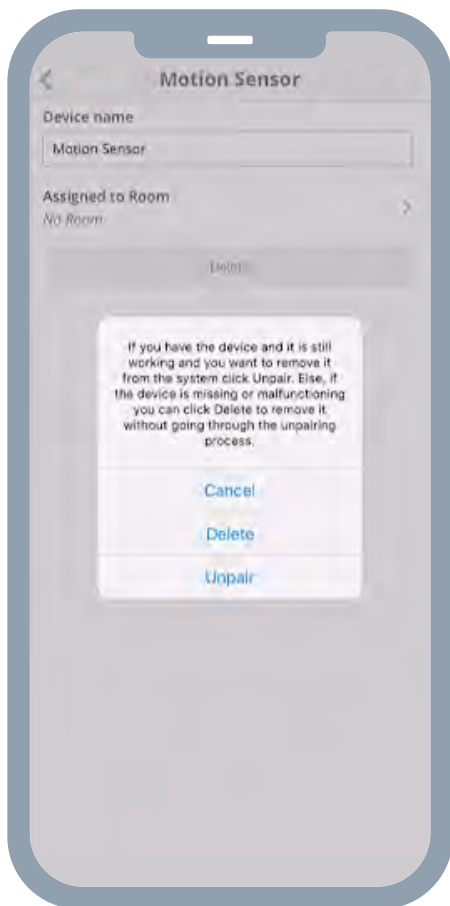 Motion Sensor
Device name
Motion Sensor
Assigned to Room
No Room
If you have the device and it is still
working and you want to remove it
from the system click Unpair. Else, if
the device is missing or malfunctioning
you can click Delete to remove it
without going through the unpairing
process.
Cancel
Delete
Unpair